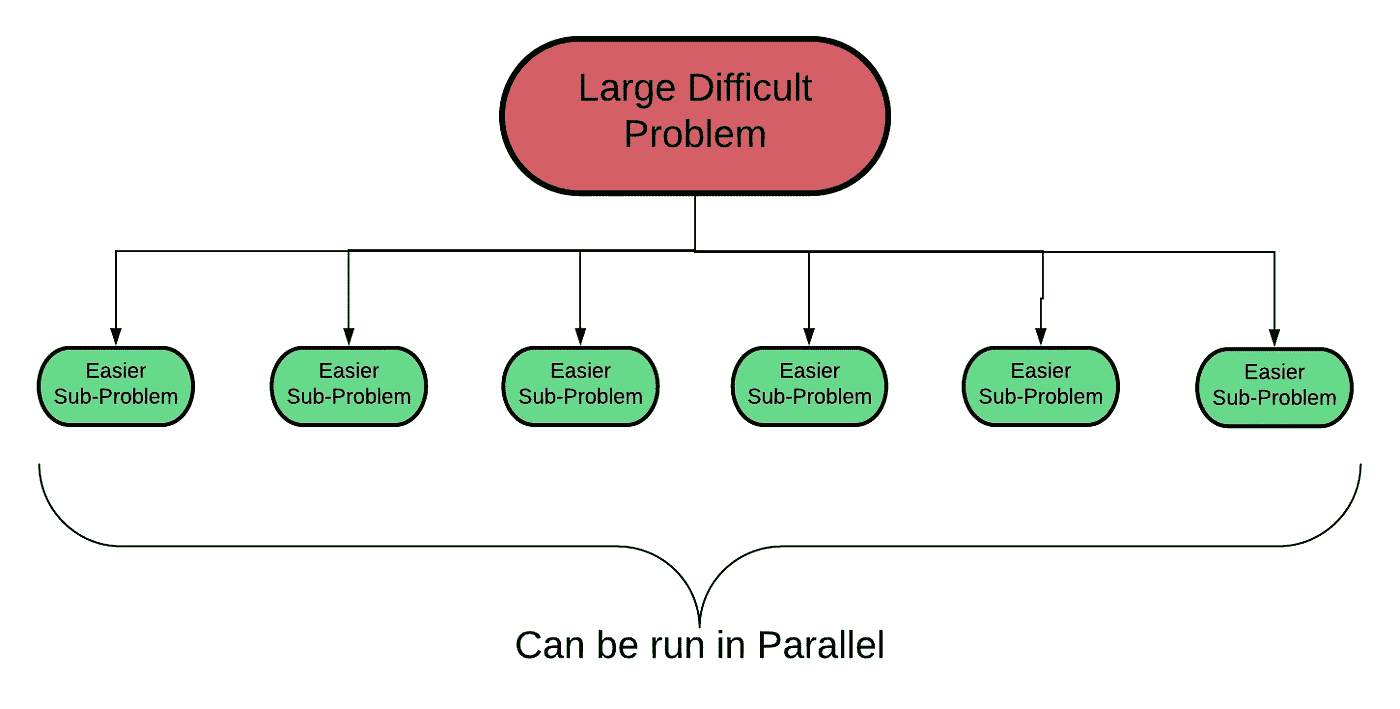 Large Difficult
Problem
Easier
Sub-Problem
Easier
Sub-Problem
Easier
Sub-Problem
Easier
Sub-Problem
Easier
Sub-Problem
Easier
Sub-Problem
Can be run in Parallel